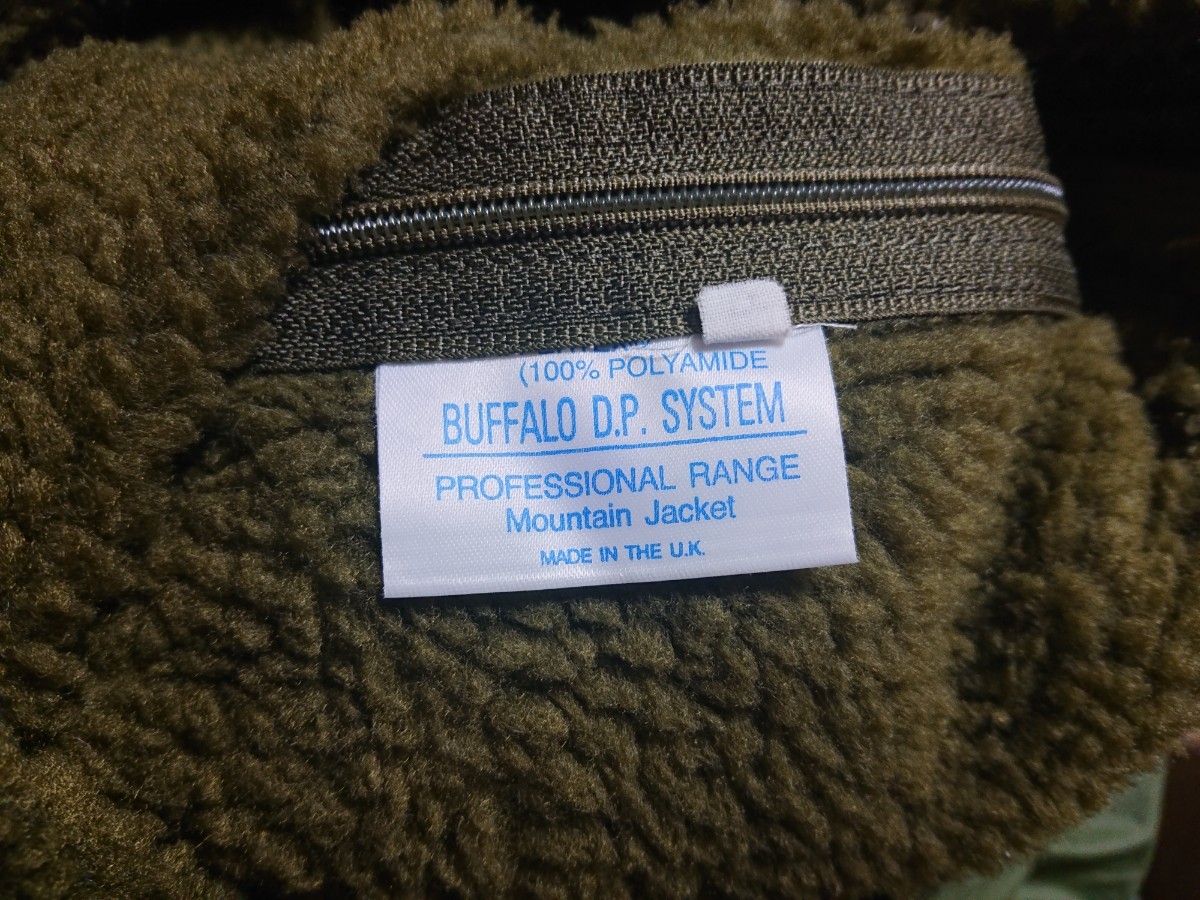 (100% POLYAMIDE
BUFFALO D.P. SYSTEM
PROFESSIONAL RANGE
Mountain Jacket
MADE IN THE U.K.